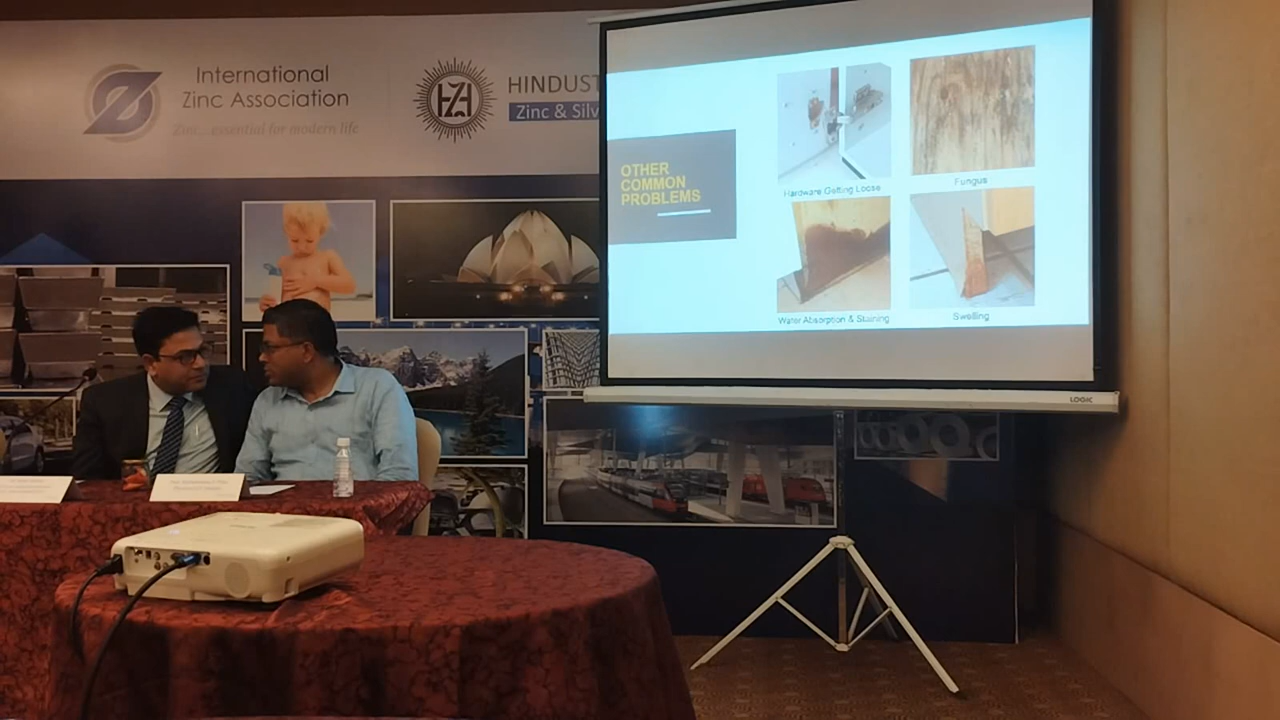 International
Zinc Association
Zinc... essential for modern life
HINDUST
Zinc & Silv
OTHER
COMMON
PROBLEMS
Hardware Getting Loose
Fungus
Water Absorption & Staining
Swelling
LOGIC